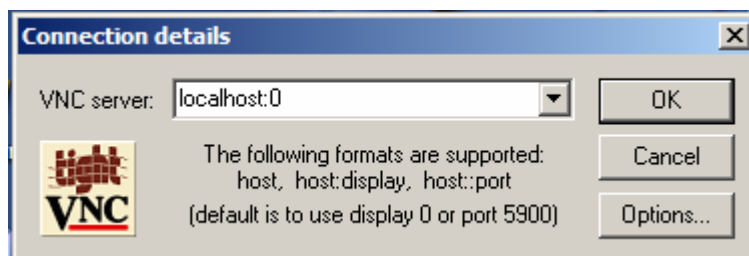 Connection details
VNC server: localhost:0 OK
The following formats are supported: Cancel
host, host:display, host::port
(default is to use display 0 or port 5900) Options...
tight
VNC